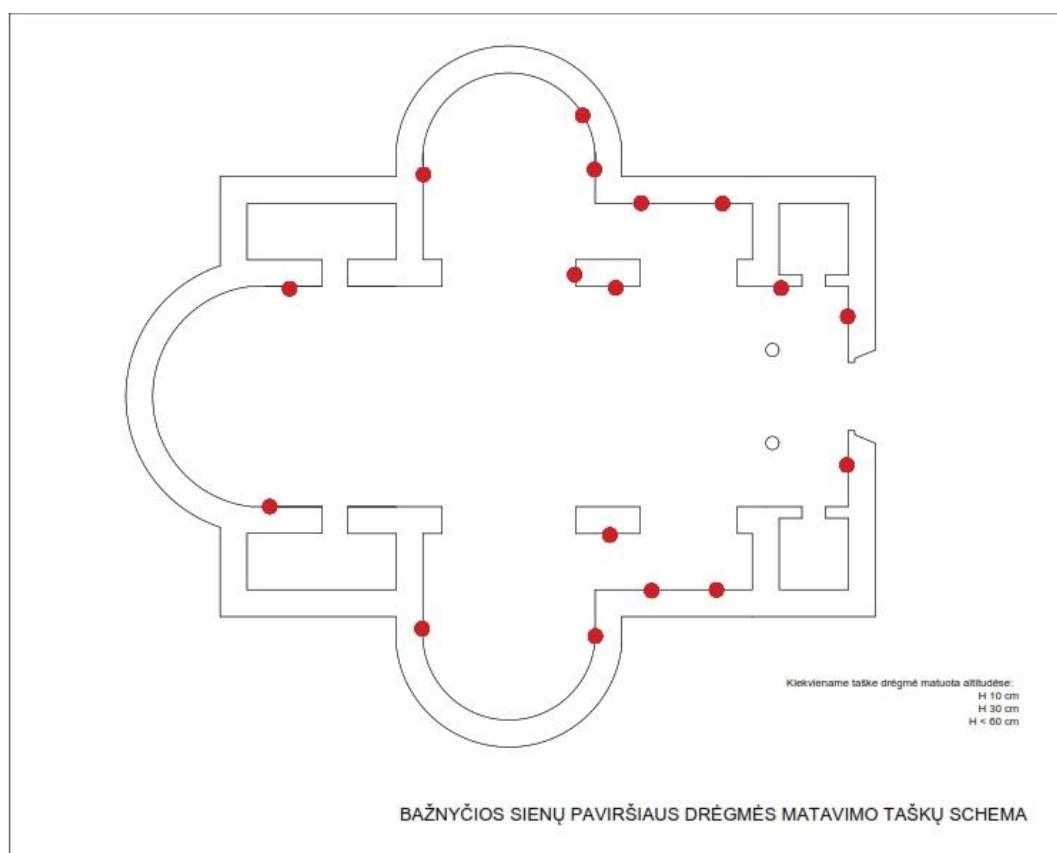 Kiekviename taške drėgmė matuota altitudėse:
H 10 cm
H 30 cm
H < 60 cm
BAŽNYČIOS SIENŲ PAVIRŠIAUS DRĖGMĖS MATAVIMO TAŠKŲ SCHEMA